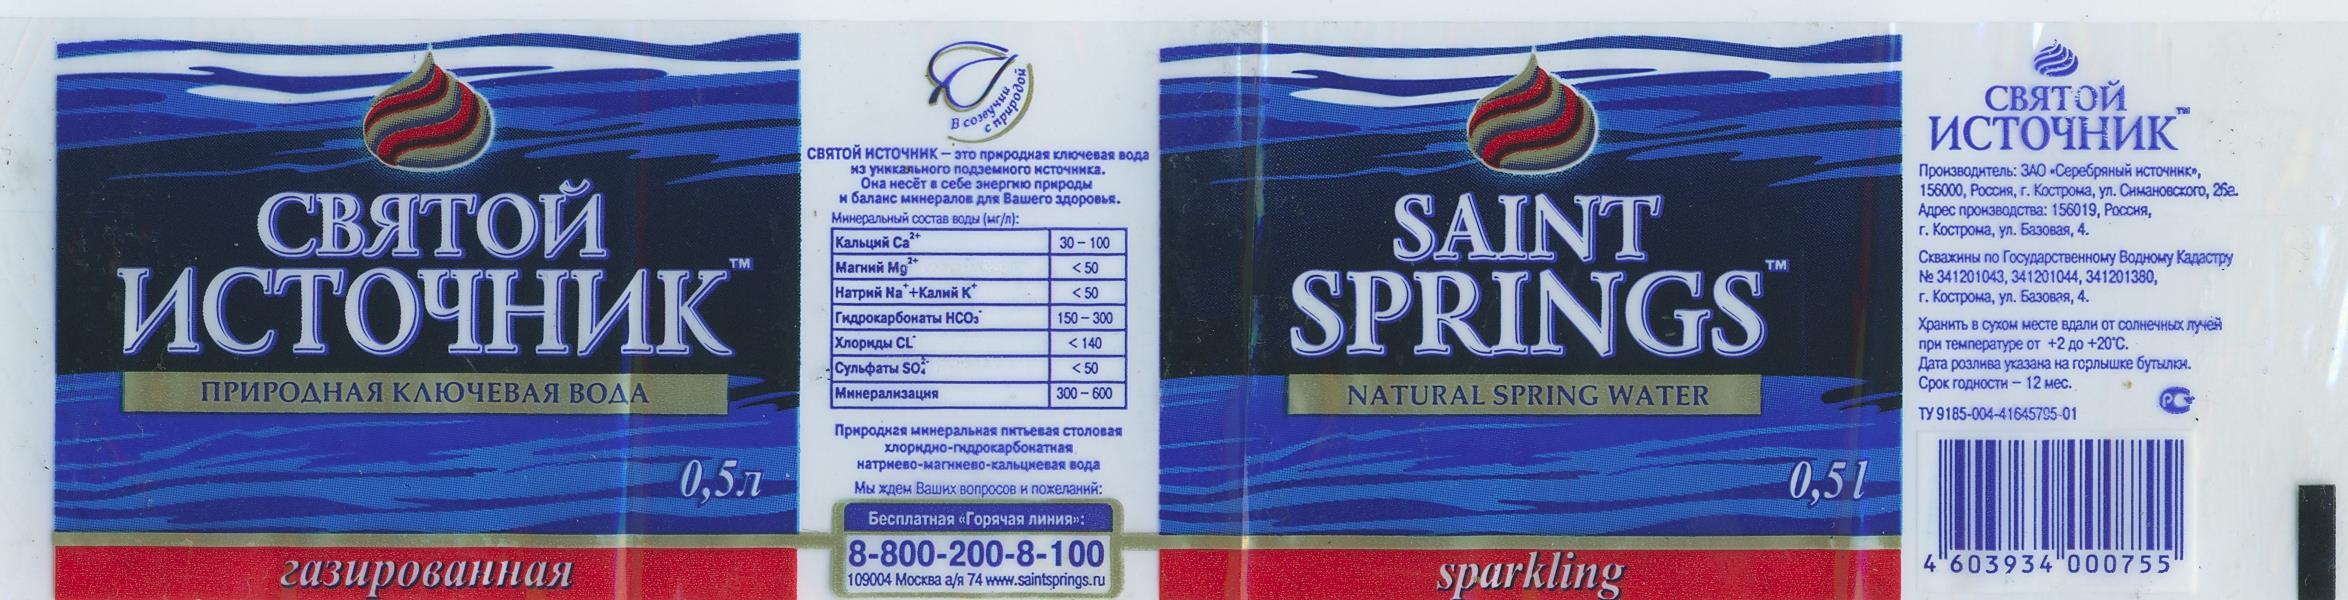 СВЯТОЙ
ИСТОЧНИК™
ПРИРОДНАЯ КЛЮЧЕВАЯ ВОДА
0,5л
газированная
В созвучии
с природой
СВЯТОЙ ИСТОЧНИК – это природная ключевая вода
из уникального подземного источника.
Она несёт в себе энергию природы
и баланс минералов для Вашего здоровья.
Минеральный состав воды (мг/л):
Кальций Ca²⁺ 30 – 100
Магний Mg²⁺ < 50
Натрий Na⁺+Калий K⁺ < 50
Гидрокарбонаты HCO₃⁻ 150 – 300
Хлориды CL⁻ < 140
Сульфаты SO₄²⁻ < 50
Минерализация 300 – 600
Природная минеральная питьевая столовая
хлоридно-гидрокарбонатная
натриево-магниево-кальциевая вода
Мы ждем Ваших вопросов и пожеланий:
Бесплатная «Горячая линия»:
8-800-200-8-100
109004 Москва а/я 74 www.saintsprings.ru
SAINT
SPRINGS™
NATURAL SPRING WATER
0,5 l
sparkling
СВЯТОЙ
ИСТОЧНИК™
Производитель: ЗАО «Серебряный источник»,
156000, Россия, г. Кострома, ул. Симановского, 26а.
Адрес производства: 156019, Россия,
г. Кострома, ул. Базовая, 4.
Скважины по Государственному Водному Кадастру
№ 341201043, 341201044, 341201380,
г. Кострома, ул. Базовая, 4.
Хранить в сухом месте вдали от солнечных лучей
при температуре от +2 до +20°С.
Дата розлива указана на горлышке бутылки.
Срок годности – 12 мес.
ТУ 9185-004-41645795-01
РС
4 603934 000755